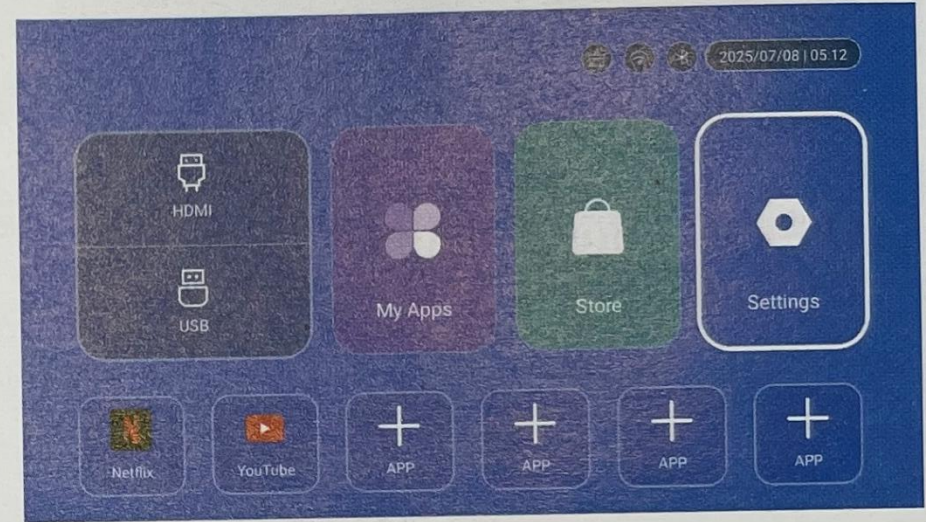 2025/07/08 | 05:12
HDMI
USB
My Apps
Store
Settings
Netflix
YouTube
APP
APP
APP
APP